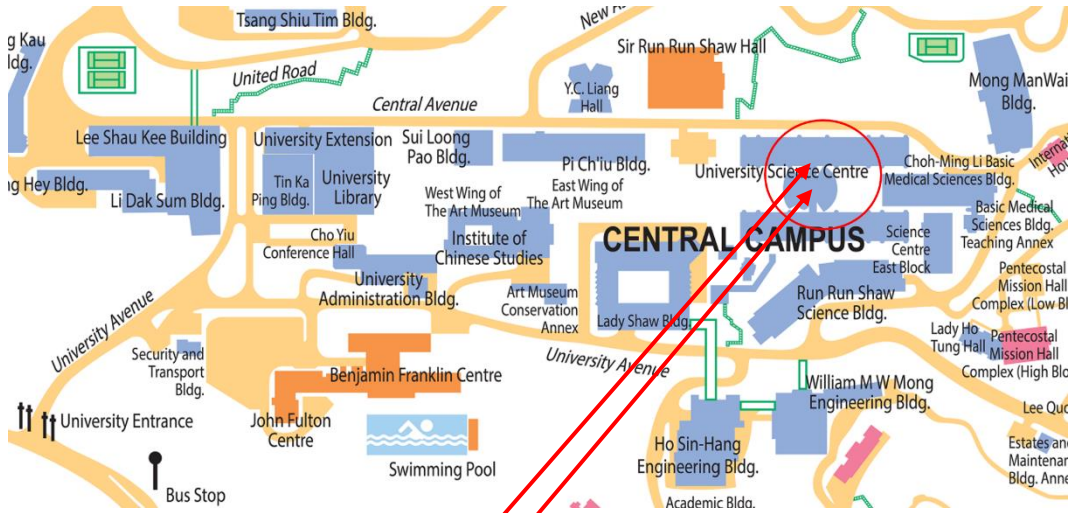 Tsang Shiu Tim Bldg.
New A
g Kau
ldg.
United Road
Sir Run Run Shaw Hall
Y.C. Liang
Hall
Mong ManWai
Bldg.
Central Avenue
Lee Shau Kee Building
University Extension
Sui Loong
Pao Bldg.
Pi Ch'iu Bldg.
University Science Centre
Choh-Ming Li Basic
Medical Sciences Bldg.
Internati
Hou
ng Hey Bldg.
Li Dak Sum Bldg.
Tin Ka
Ping Bldg.
University
Library
West Wing of
The Art Museum
East Wing of
The Art Museum
Basic Medical
Sciences Bldg.
Teaching Annex
Cho Yiu
Conference Hall
Institute of
Chinese Studies
CENTRAL CAMPUS
Science
Centre
East Block
University
Administration Bldg.
Art Museum
Conservation
Annex
Lady Shaw Bldg.
Run Run Shaw
Science Bldg.
Pentecostal
Mission Hall
Complex (Low Bl
University Avenue
Security and
Transport
Bldg.
University Avenue
Lady Ho
Tung Hall
Pentecostal
Mission Hall
Complex (High Blo
Benjamin Franklin Centre
John Fulton
Centre
William M W Mong
Engineering Bldg.
Lee Quo
University Entrance
Swimming Pool
Ho Sin-Hang
Engineering Bldg.
Estates and
Maintenan
Bldg. Anne
Bus Stop
Academic Bldg.